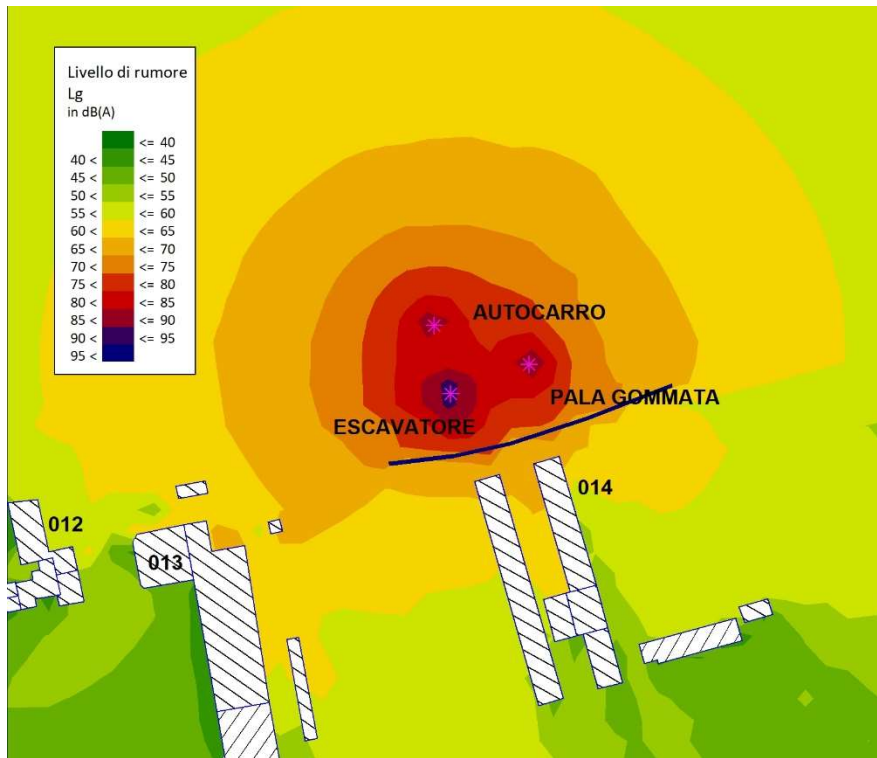 Livello di rumore
Lg
in dB(A)
<= 40
40 < <= 45
45 < <= 50
50 < <= 55
55 < <= 60
60 < <= 65
65 < <= 70
70 < <= 75
75 < <= 80
80 < <= 85
85 < <= 90
90 < <= 95
95 <
AUTOCARRO
PALA GOMMATA
ESCAVATORE
014
012
013